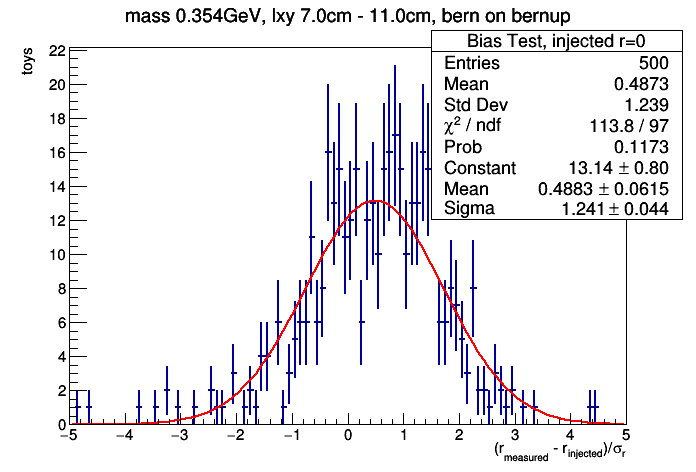 mass 0.354GeV, lxy 7.0cm - 11.0cm, bern on bernup
toys
Bias Test, injected r=0
Entries 500
Mean 0.4873
Std Dev 1.239
χ² / ndf 113.8 / 97
Prob 0.1173
Constant 13.14 ± 0.80
Mean 0.4883 ± 0.0615
Sigma 1.241 ± 0.044
22
20
18
16
14
12
10
8
6
4
2
0
−5 −4 −3 −2 −1 0 1 2 3 4 5
(r_measured - r_injected)/σ_r